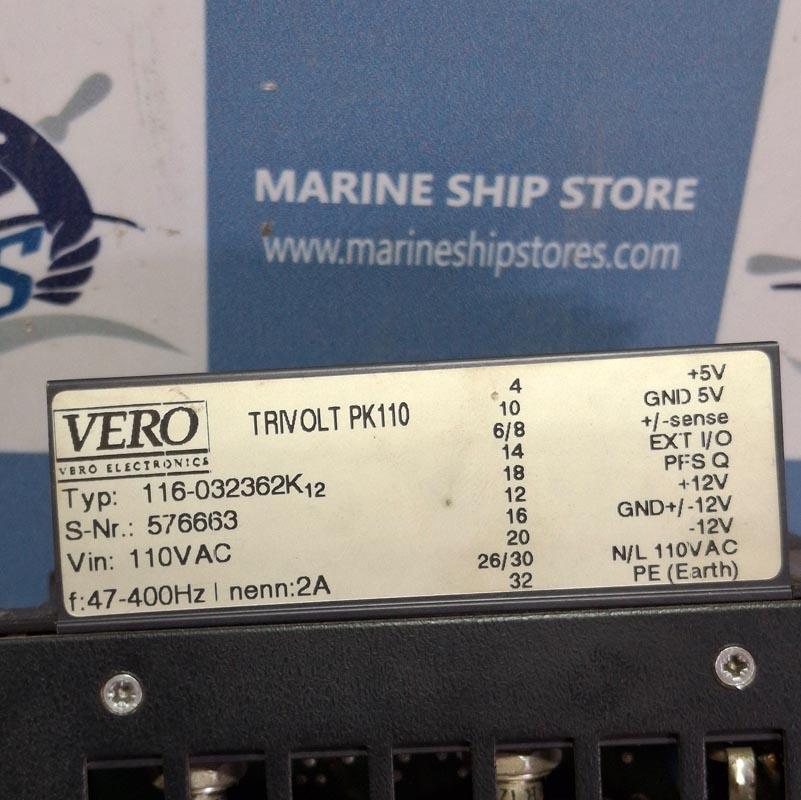 MARINE SHIP STORE
www.marineshipstores.com
VERO
VERO ELECTRONICS
TRIVOLT PK110
Typ: 116-032362K12
S-Nr.: 576663
Vin: 110VAC
f:47-400Hz I nenn:2A
4 +5V
10 GND 5V
6/8 +/-sense
14 EXT I/O
18 PFS Q
12 +12V
16 GND+/-12V
20 -12V
26/30 N/L 110VAC
32 PE (Earth)